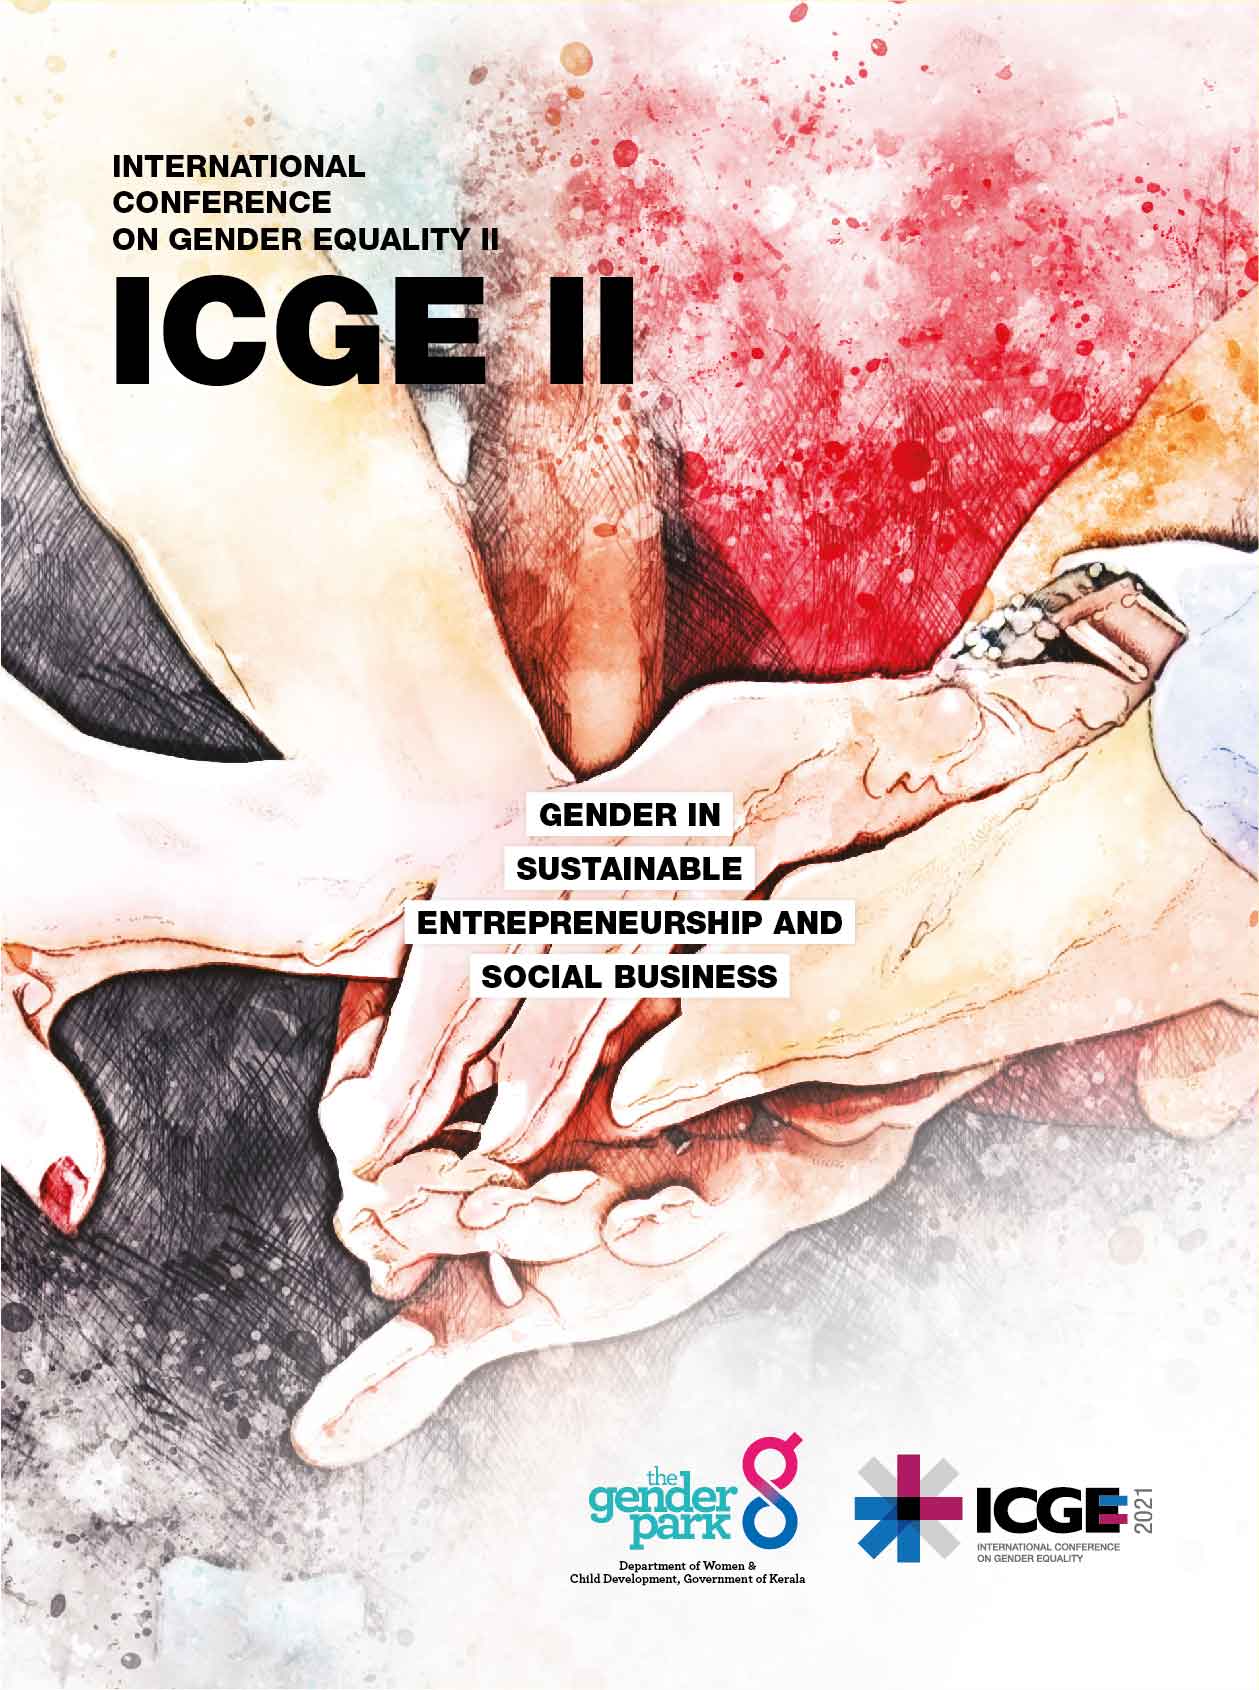 INTERNATIONAL
CONFERENCE
ON GENDER EQUALITY II
ICGE II
GENDER IN
SUSTAINABLE
ENTREPRENEURSHIP AND
SOCIAL BUSINESS
the
gender
park
Department of Women &
Child Development, Government of Kerala
ICGE 2021
INTERNATIONAL CONFERENCE
ON GENDER EQUALITY